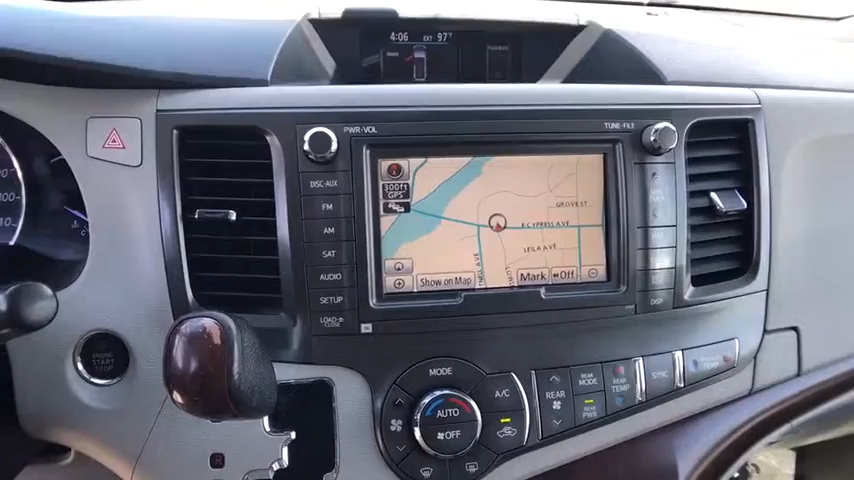 4:06 EXT 97°F
PWR·VOL
TUNE·FILE
DISC·AUX
FM
AM
SAT
AUDIO
SETUP
LOAD
CLOSE
300ft
GPS
GROVE ST
E CYPRESS AVE
LEILA AVE
Show on Map
Mark
Off
DISP
ENGINE
START
STOP
MODE
AUTO
OFF
A/C
REAR
REAR
MODE
REAR
PWR
REAR
TEMP
SYNC
TEMP
R